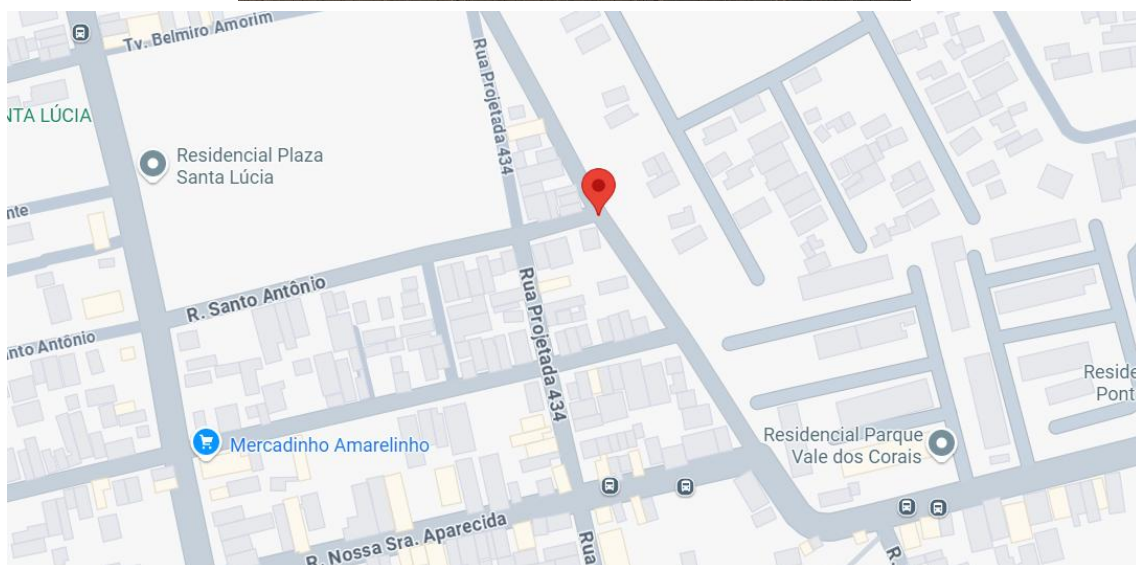 Tv. Belmiro Amorim
Rua Projetada 434
NTA LÚCIA
Residencial Plaza
Santa Lúcia
nte
R. Santo Antônio
Rua Projetada 434
nto Antônio
Mercadinho Amarelinho
Reside
Pont
Residencial Parque
Vale dos Corais
R. Nossa Sra. Aparecida
Rua
R.